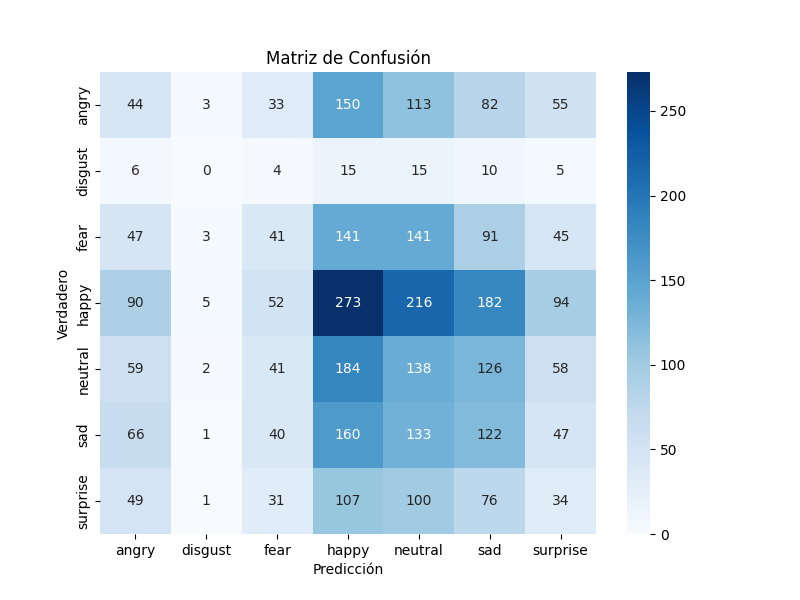 Matriz de Confusión
Verdadero
angry 44 3 33 150 113 82 55
disgust 6 0 4 15 15 10 5
fear 47 3 41 141 141 91 45
happy 90 5 52 273 216 182 94
neutral 59 2 41 184 138 126 58
sad 66 1 40 160 133 122 47
surprise 49 1 31 107 100 76 34
angry disgust fear happy neutral sad surprise
Predicción
250
200
150
100
50
0